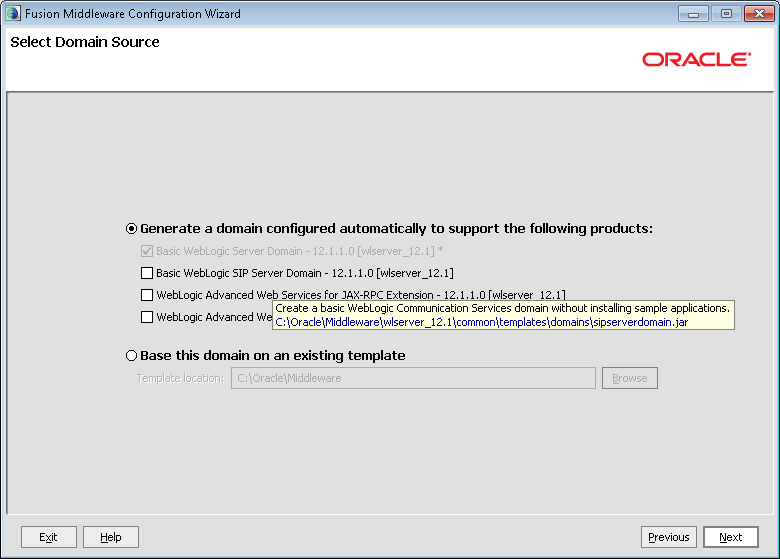 Fusion Middleware Configuration Wizard
Select Domain Source
ORACLE
Generate a domain configured automatically to support the following products:
Basic WebLogic Server Domain - 12.1.1.0 [wlserver_12.1] *
Basic WebLogic SIP Server Domain - 12.1.1.0 [wlserver_12.1]
WebLogic Advanced Web Services for JAX-RPC Extension - 12.1.1.0 [wlserver_12.1]
Create a basic WebLogic Communication Services domain without installing sample applications.
WebLogic Advanced We
C:\Oracle\Middleware\wlserver_12.1\common\templates\domains\sipserverdomain.jar
Base this domain on an existing template
Template location: C:\Oracle\Middleware Browse
Exit Help Previous Next